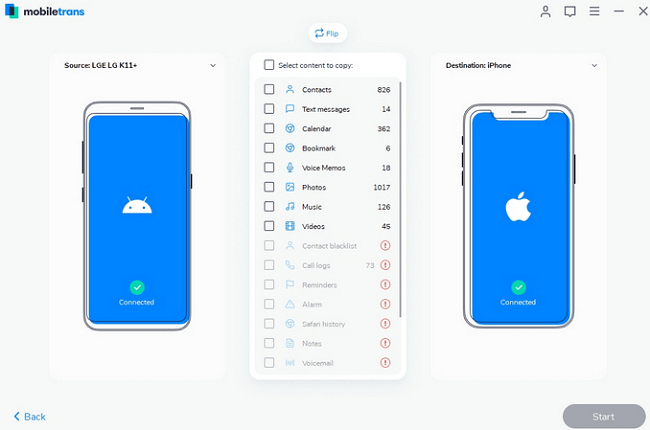 mobiletrans
Flip
Source: LGE LG K11+
Select content to copy:
Destination: iPhone
Contacts 826
Text messages 14
Calendar 362
Bookmark 6
Voice Memos 18
Photos 1017
Music 126
Videos 45
Contact blacklist
Call logs 73
Reminders
Alarm
Safari history
Notes
Voicemail
Connected
Connected
Back
Start